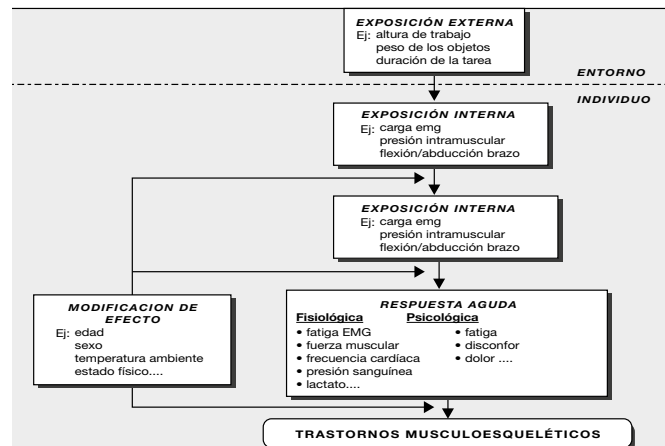 EXPOSICIÓN EXTERNA
Ej: altura de trabajo
peso de los objetos
duración de la tarea
ENTORNO
INDIVIDUO
EXPOSICIÓN INTERNA
Ej: carga emg
presión intramuscular
flexión/abducción brazo
EXPOSICIÓN INTERNA
Ej: carga emg
presión intramuscular
flexión/abducción brazo
MODIFICACION DE
EFECTO
Ej: edad
sexo
temperatura ambiente
estado físico....
RESPUESTA AGUDA
Fisiológica Psicológica
• fatiga EMG • fatiga
• fuerza muscular • disconfor
• frecuencia cardíaca • dolor ....
• presión sanguínea
• lactato....
TRASTORNOS MUSCULOESQUELÉTICOS